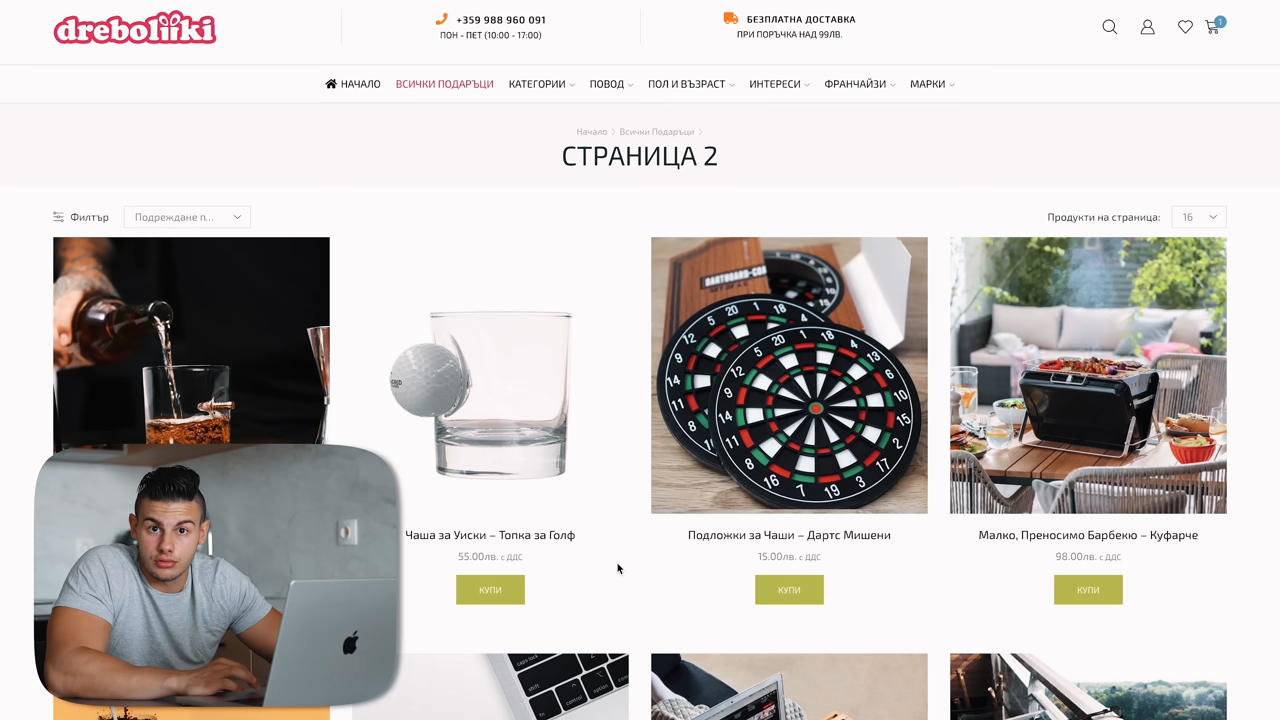 dreboliiki
+359 988 960 091
ПОН - ПЕТ (10:00 - 17:00)
БЕЗПЛАТНА ДОСТАВКА
ПРИ ПОРЪЧКА НАД 99ЛВ.
1
НАЧАЛО ВСИЧКИ ПОДАРЪЦИ КАТЕГОРИИ ПОВОД ПОЛ И ВЪЗРАСТ ИНТЕРЕСИ ФРАНЧАЙЗИ МАРКИ
Начало > Всички Подаръци >
СТРАНИЦА 2
Филтър
Подреждане п...
Продукти на страница: 16
Чаша за Уиски – Топка за Голф
55.00лв. с ДДС
КУПИ
Подложки за Чаши – Дартс Мишени
15.00лв. с ДДС
КУПИ
Малко, Преносимо Барбекю – Куфарче
98.00лв. с ДДС
КУПИ